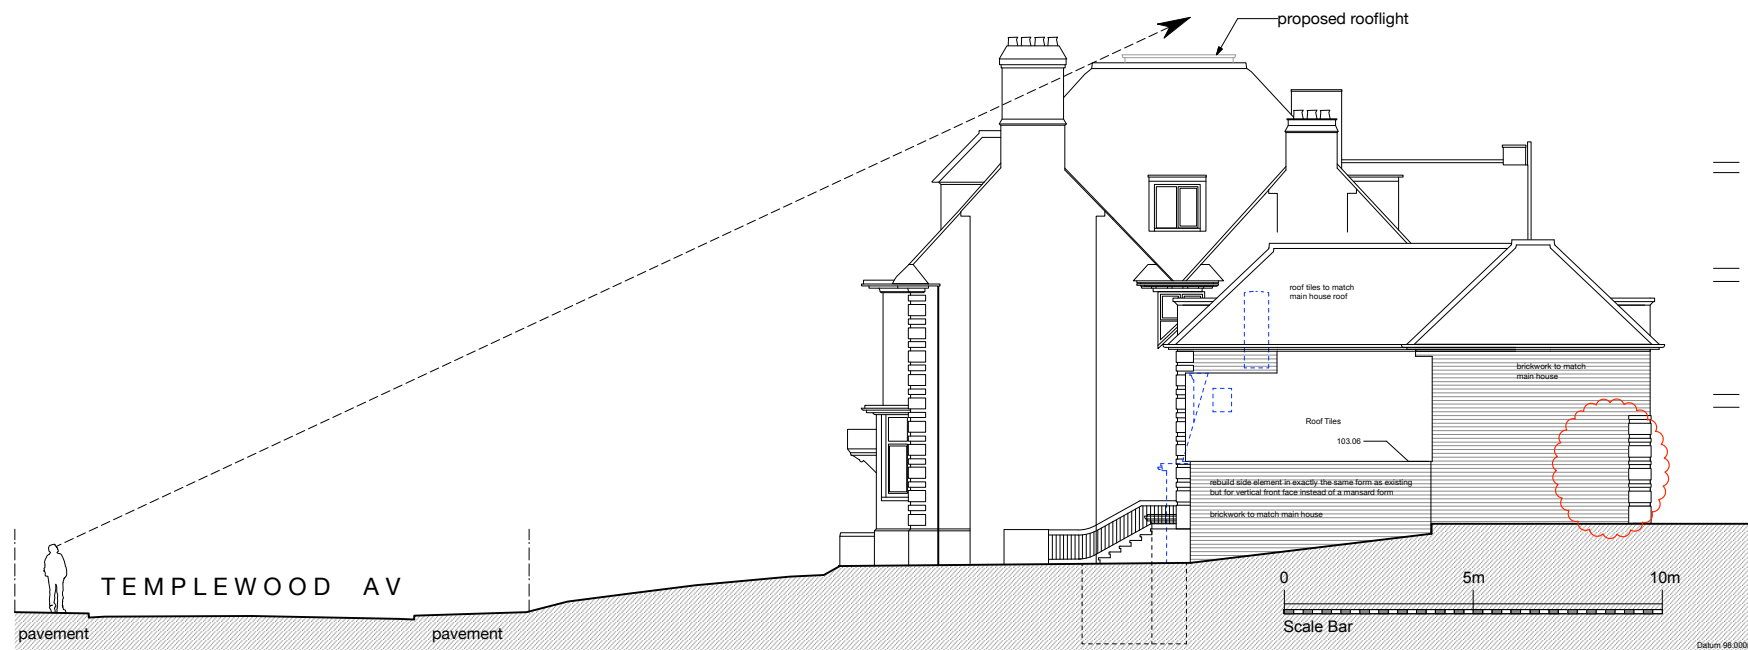 proposed rooflight
roof tiles to match
main house roof
brickwork to match
main house
Roof Tiles
103.06
rebuild side element in exactly the same form as existing
but for vertical front face instead of a mansard form
brickwork to match main house
TEMPLEWOOD AV
pavement
pavement
0 5m 10m
Scale Bar
Datum 98.000